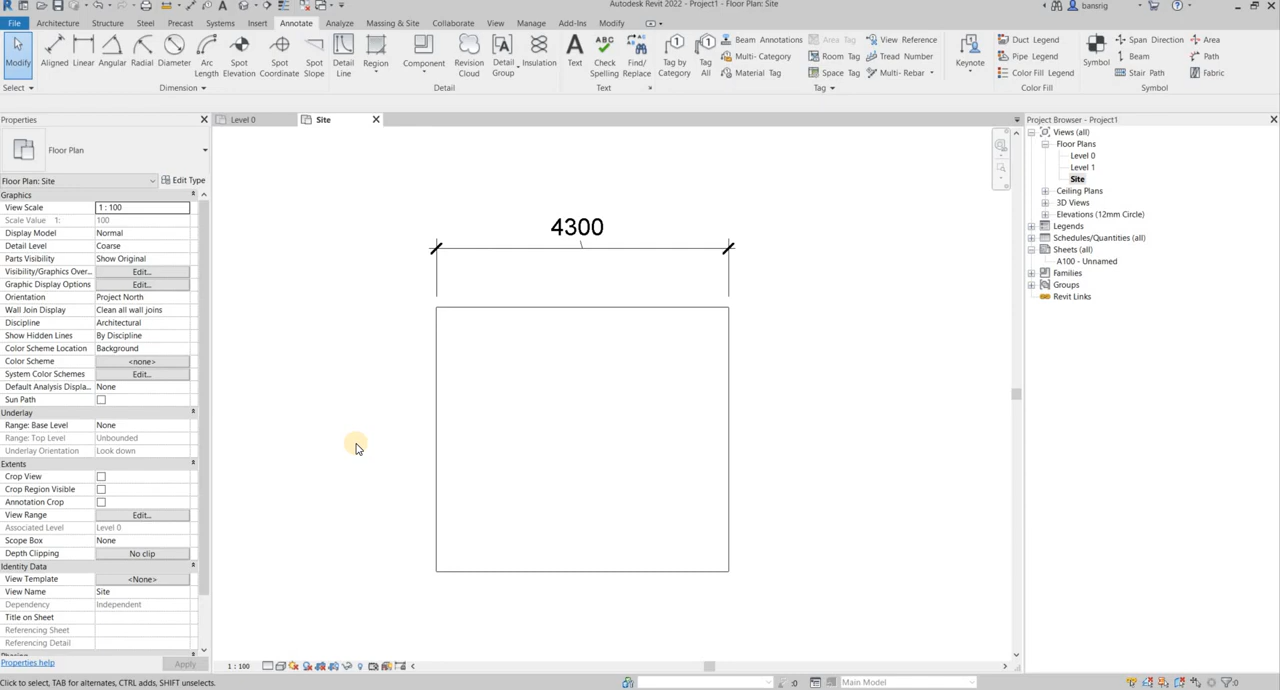 Autodesk Revit 2022 - Floor Plan: Site
bansrig
File Architecture Structure Steel Precast Systems Insert Annotate Analyze Massing & Site Collaborate View Manage Add-Ins Modify
Modify
Aligned Linear Angular Radial Diameter Arc Length Spot Elevation Spot Coordinate Spot Slope
Detail Line Region Component Revision Cloud Detail Group Insulation
Text Check Spelling Find/ Replace
Tag by Category Tag All
Beam Annotations Area Tag View Reference
Multi- Category Room Tag Tread Number
Material Tag Space Tag Multi- Rebar
Keynote
Duct Legend
Pipe Legend
Color Fill Legend
Symbol
Span Direction Area
Beam Path
Stair Path Fabric
Select Dimension Detail Text Tag Color Fill Symbol
Properties
Level 0 Site
Project Browser - Project1
Floor Plan
Floor Plan: Site Edit Type
Graphics
View Scale 1 : 100
Scale Value 1: 100
Display Model Normal
Detail Level Coarse
Parts Visibility Show Original
Visibility/Graphics Over... Edit...
Graphic Display Options Edit...
Orientation Project North
Wall Join Display Clean all wall joins
Discipline Architectural
Show Hidden Lines By Discipline
Color Scheme Location Background
Color Scheme <none>
System Color Schemes Edit...
Default Analysis Displa... None
Sun Path
Underlay
Range: Base Level None
Range: Top Level Unbounded
Underlay Orientation Look down
Extents
Crop View
Crop Region Visible
Annotation Crop
View Range Edit...
Associated Level Level 0
Scope Box None
Depth Clipping No clip
Identity Data
View Template <None>
View Name Site
Dependency Independent
Title on Sheet
Referencing Sheet
Referencing Detail
Properties help Apply
4300
Views (all)
Floor Plans
Level 0
Level 1
Site
Ceiling Plans
3D Views
Elevations (12mm Circle)
Legends
Schedules/Quantities (all)
Sheets (all)
A100 - Unnamed
Families
Groups
Revit Links
1 : 100
Click to select, TAB for alternates, CTRL adds, SHIFT unselects.
:0 Main Model :0